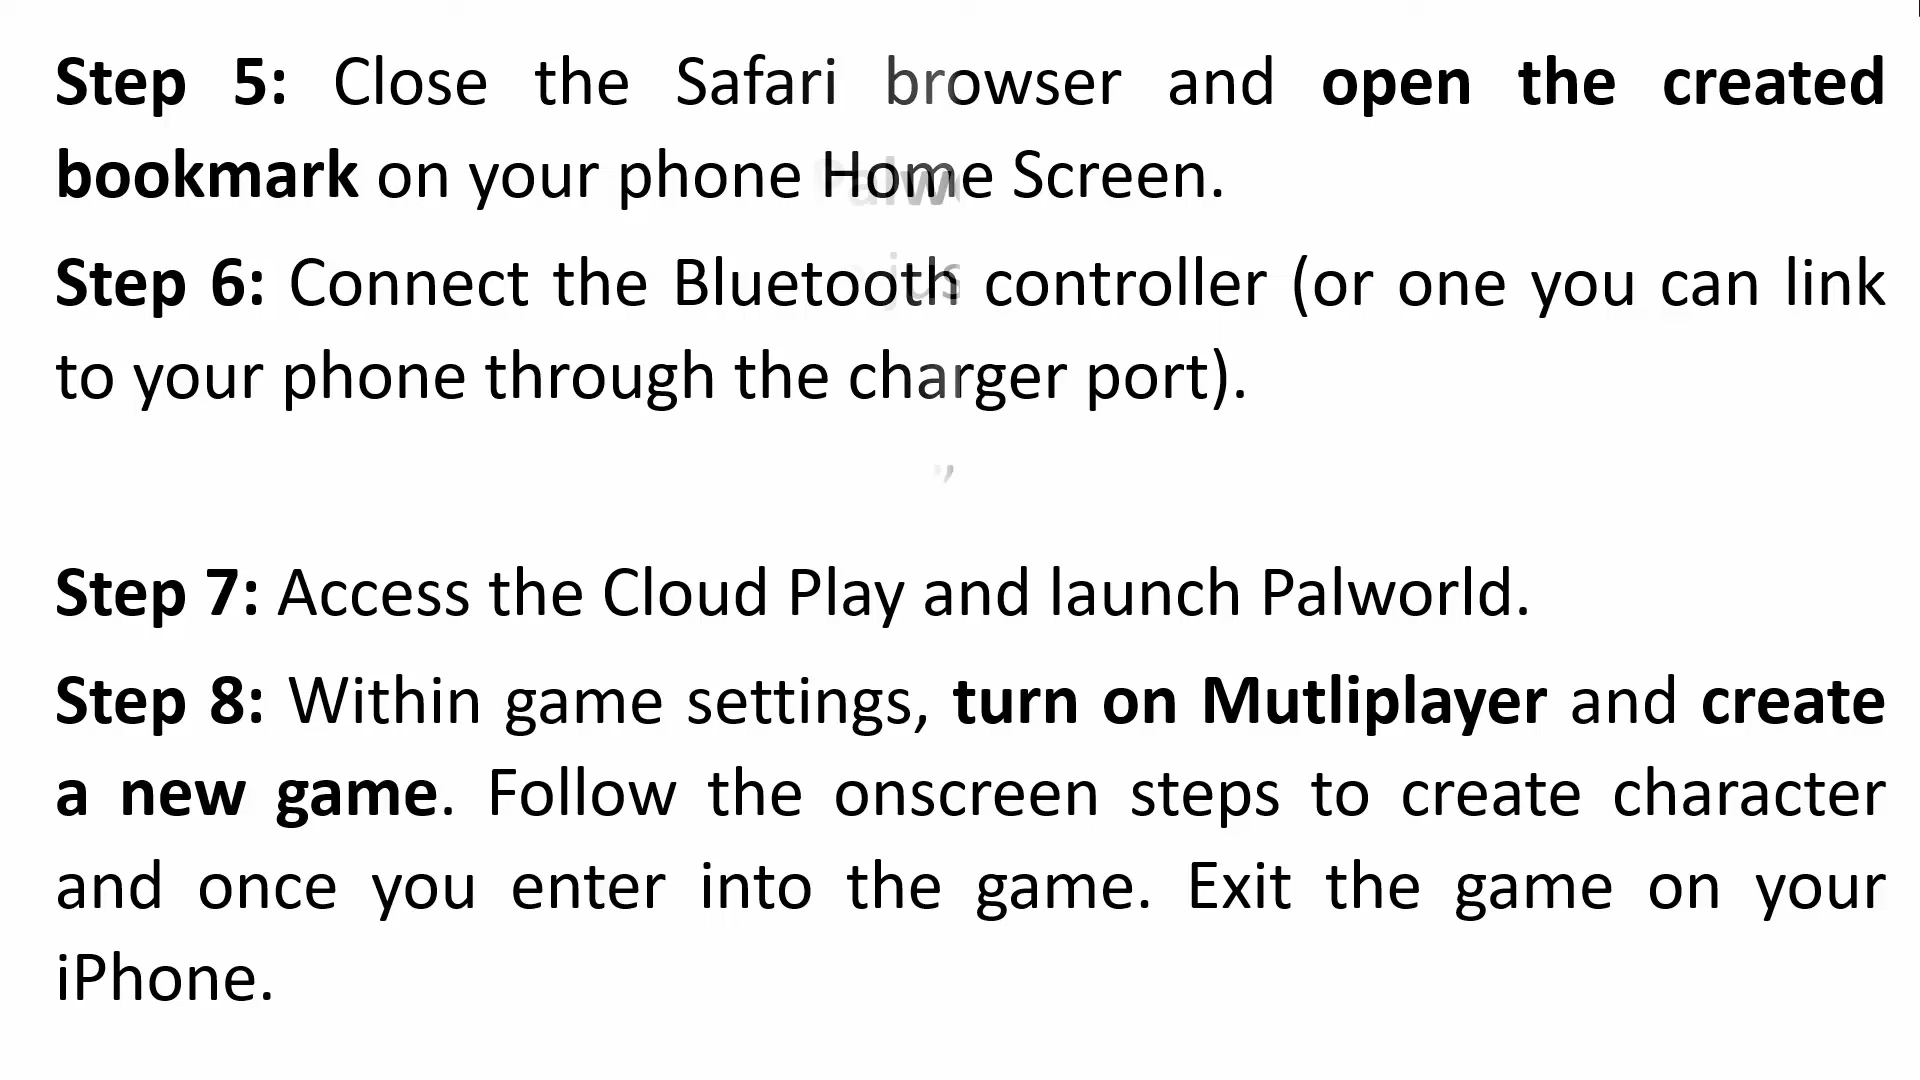 Step 5: Close the Safari browser and open the created
bookmark on your phone Home Screen.
Step 6: Connect the Bluetooth controller (or one you can link
to your phone through the charger port).
Step 7: Access the Cloud Play and launch Palworld.
Step 8: Within game settings, turn on Mutliplayer and create
a new game. Follow the onscreen steps to create character
and once you enter into the game. Exit the game on your
iPhone.